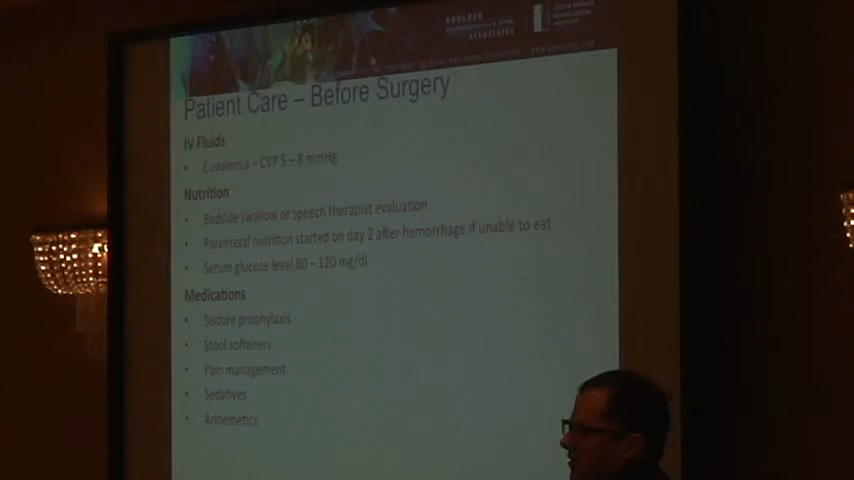 BOULDER
ASSOCIATES
Patient Care – Before Surgery
IV Fluids
• Euvolemia – CVP 5 – 8 mmHg
Nutrition
• Bedside swallow or speech therapist evaluation
• Parenteral nutrition started on day 2 after hemorrhage if unable to eat
• Serum glucose level 80 – 120 mg/dl
Medications
• Seizure prophylaxis
• Stool softeners
• Pain management
• Sedatives
• Antiemetics